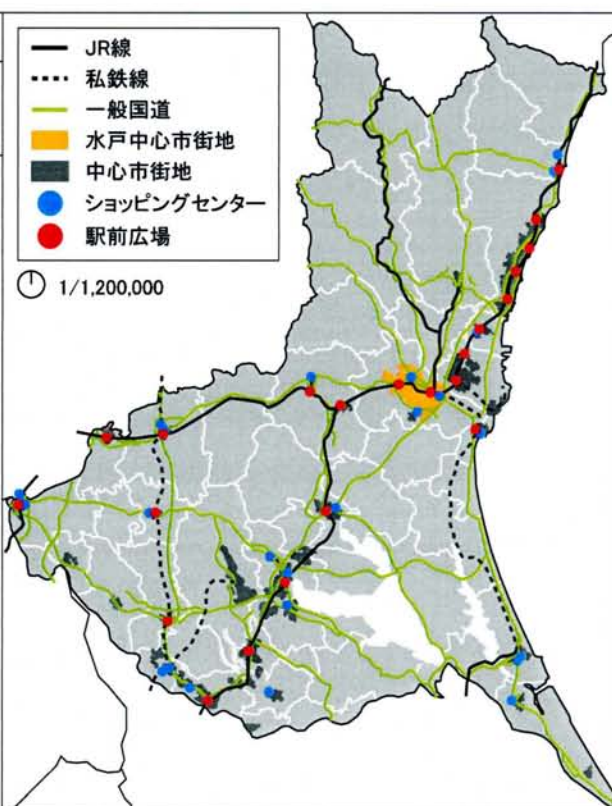 JR線
私鉄線
一般国道
水戸中心市街地
中心市街地
ショッピングセンター
駅前広場
1/1,200,000